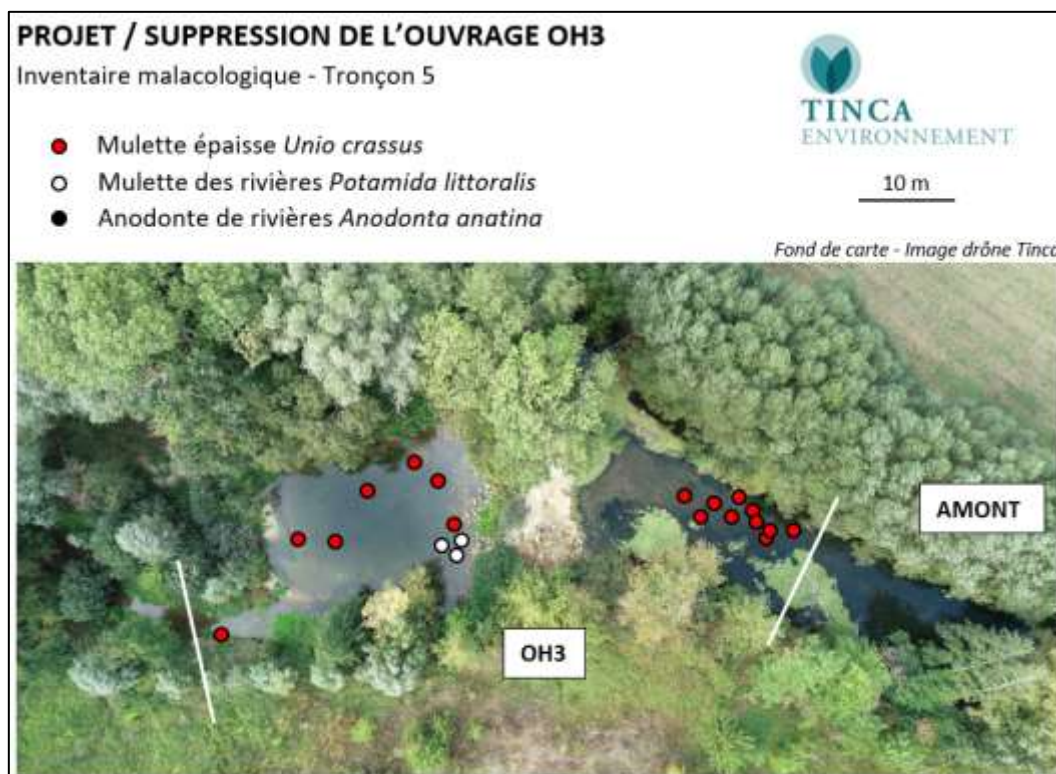 PROJET / SUPPRESSION DE L'OUVRAGE OH3
Inventaire malacologique - Tronçon 5
Mulette épaisse Unio crassus
Mulette des rivières Potamida littoralis
Anodonte de rivières Anodonta anatina
TINCA
ENVIRONNEMENT
10 m
Fond de carte - Image drône Tinca
AMONT
OH3